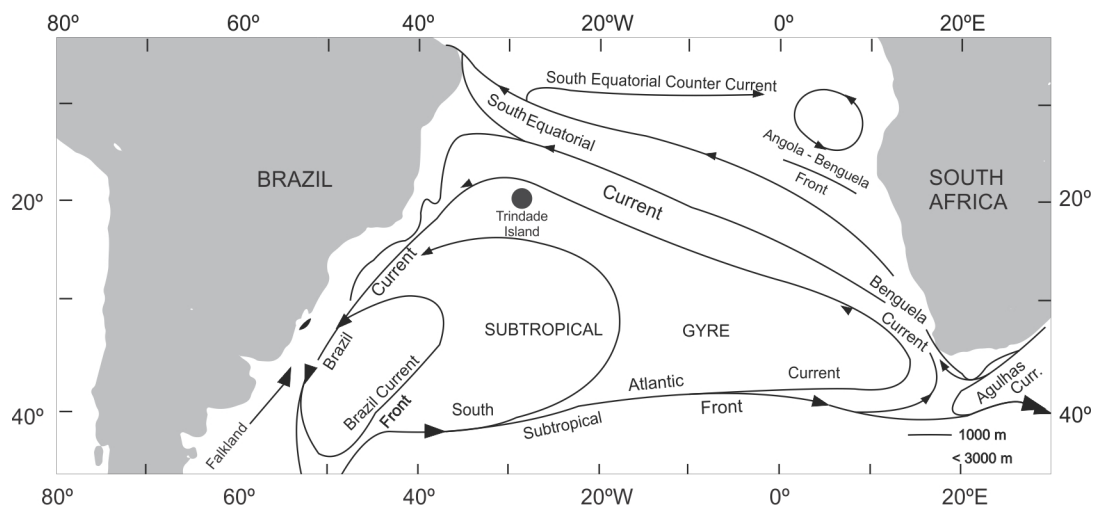 80º 60º 40º 20ºW 0º 20ºE
South Equatorial Counter Current
South Equatorial
Current
Angola - Benguela
Front
BRAZIL
SOUTH
AFRICA
20º
20º
Trindade
Island
Current
Benguela
Current
SUBTROPICAL GYRE
Brazil
Brazil Current
Front
Agulhas
Curr.
South Atlantic Current
Subtropical Front
Falkland
40º
40º
1000 m
< 3000 m
80º 60º 40º 20ºW 0º 20ºE